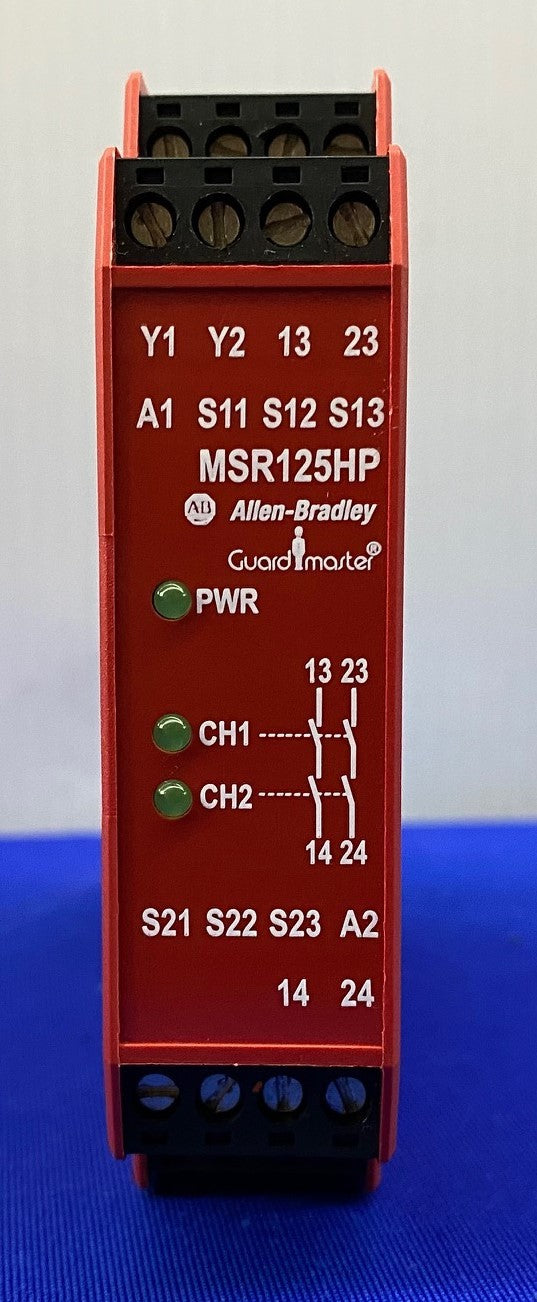 Y1 Y2 13 23
A1 S11 S12 S13
MSR125HP
AB Allen-Bradley
Guardmaster®
PWR
13 23
CH1
CH2
14 24
S21 S22 S23 A2
14 24